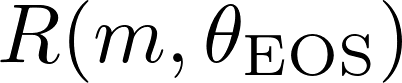 R(m, θ_EOS)